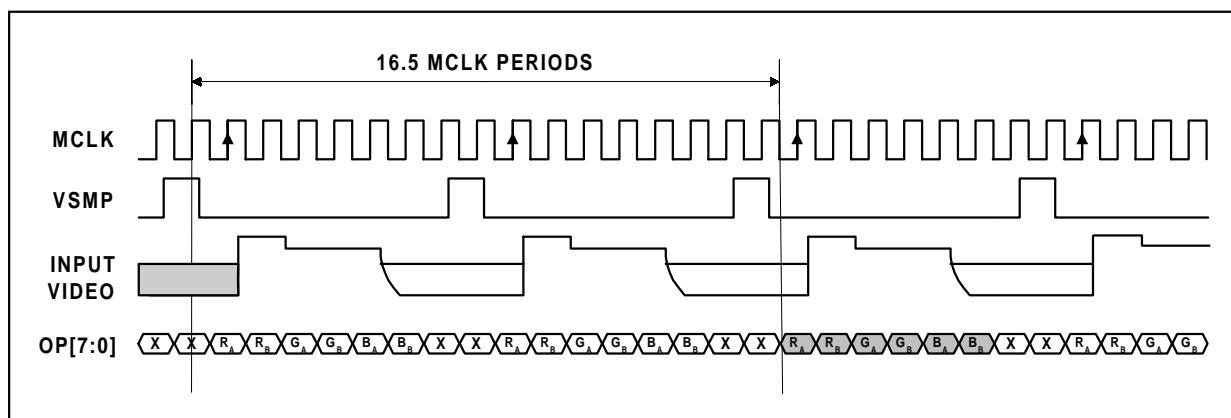 16.5 MCLK PERIODS
MCLK
VSMP
INPUT
VIDEO
OP[7:0] X X RA RB GA GB BA BB X X RA RB GA GB BA BB X X RA RB GA GB BA BB X X RA RB GA GB